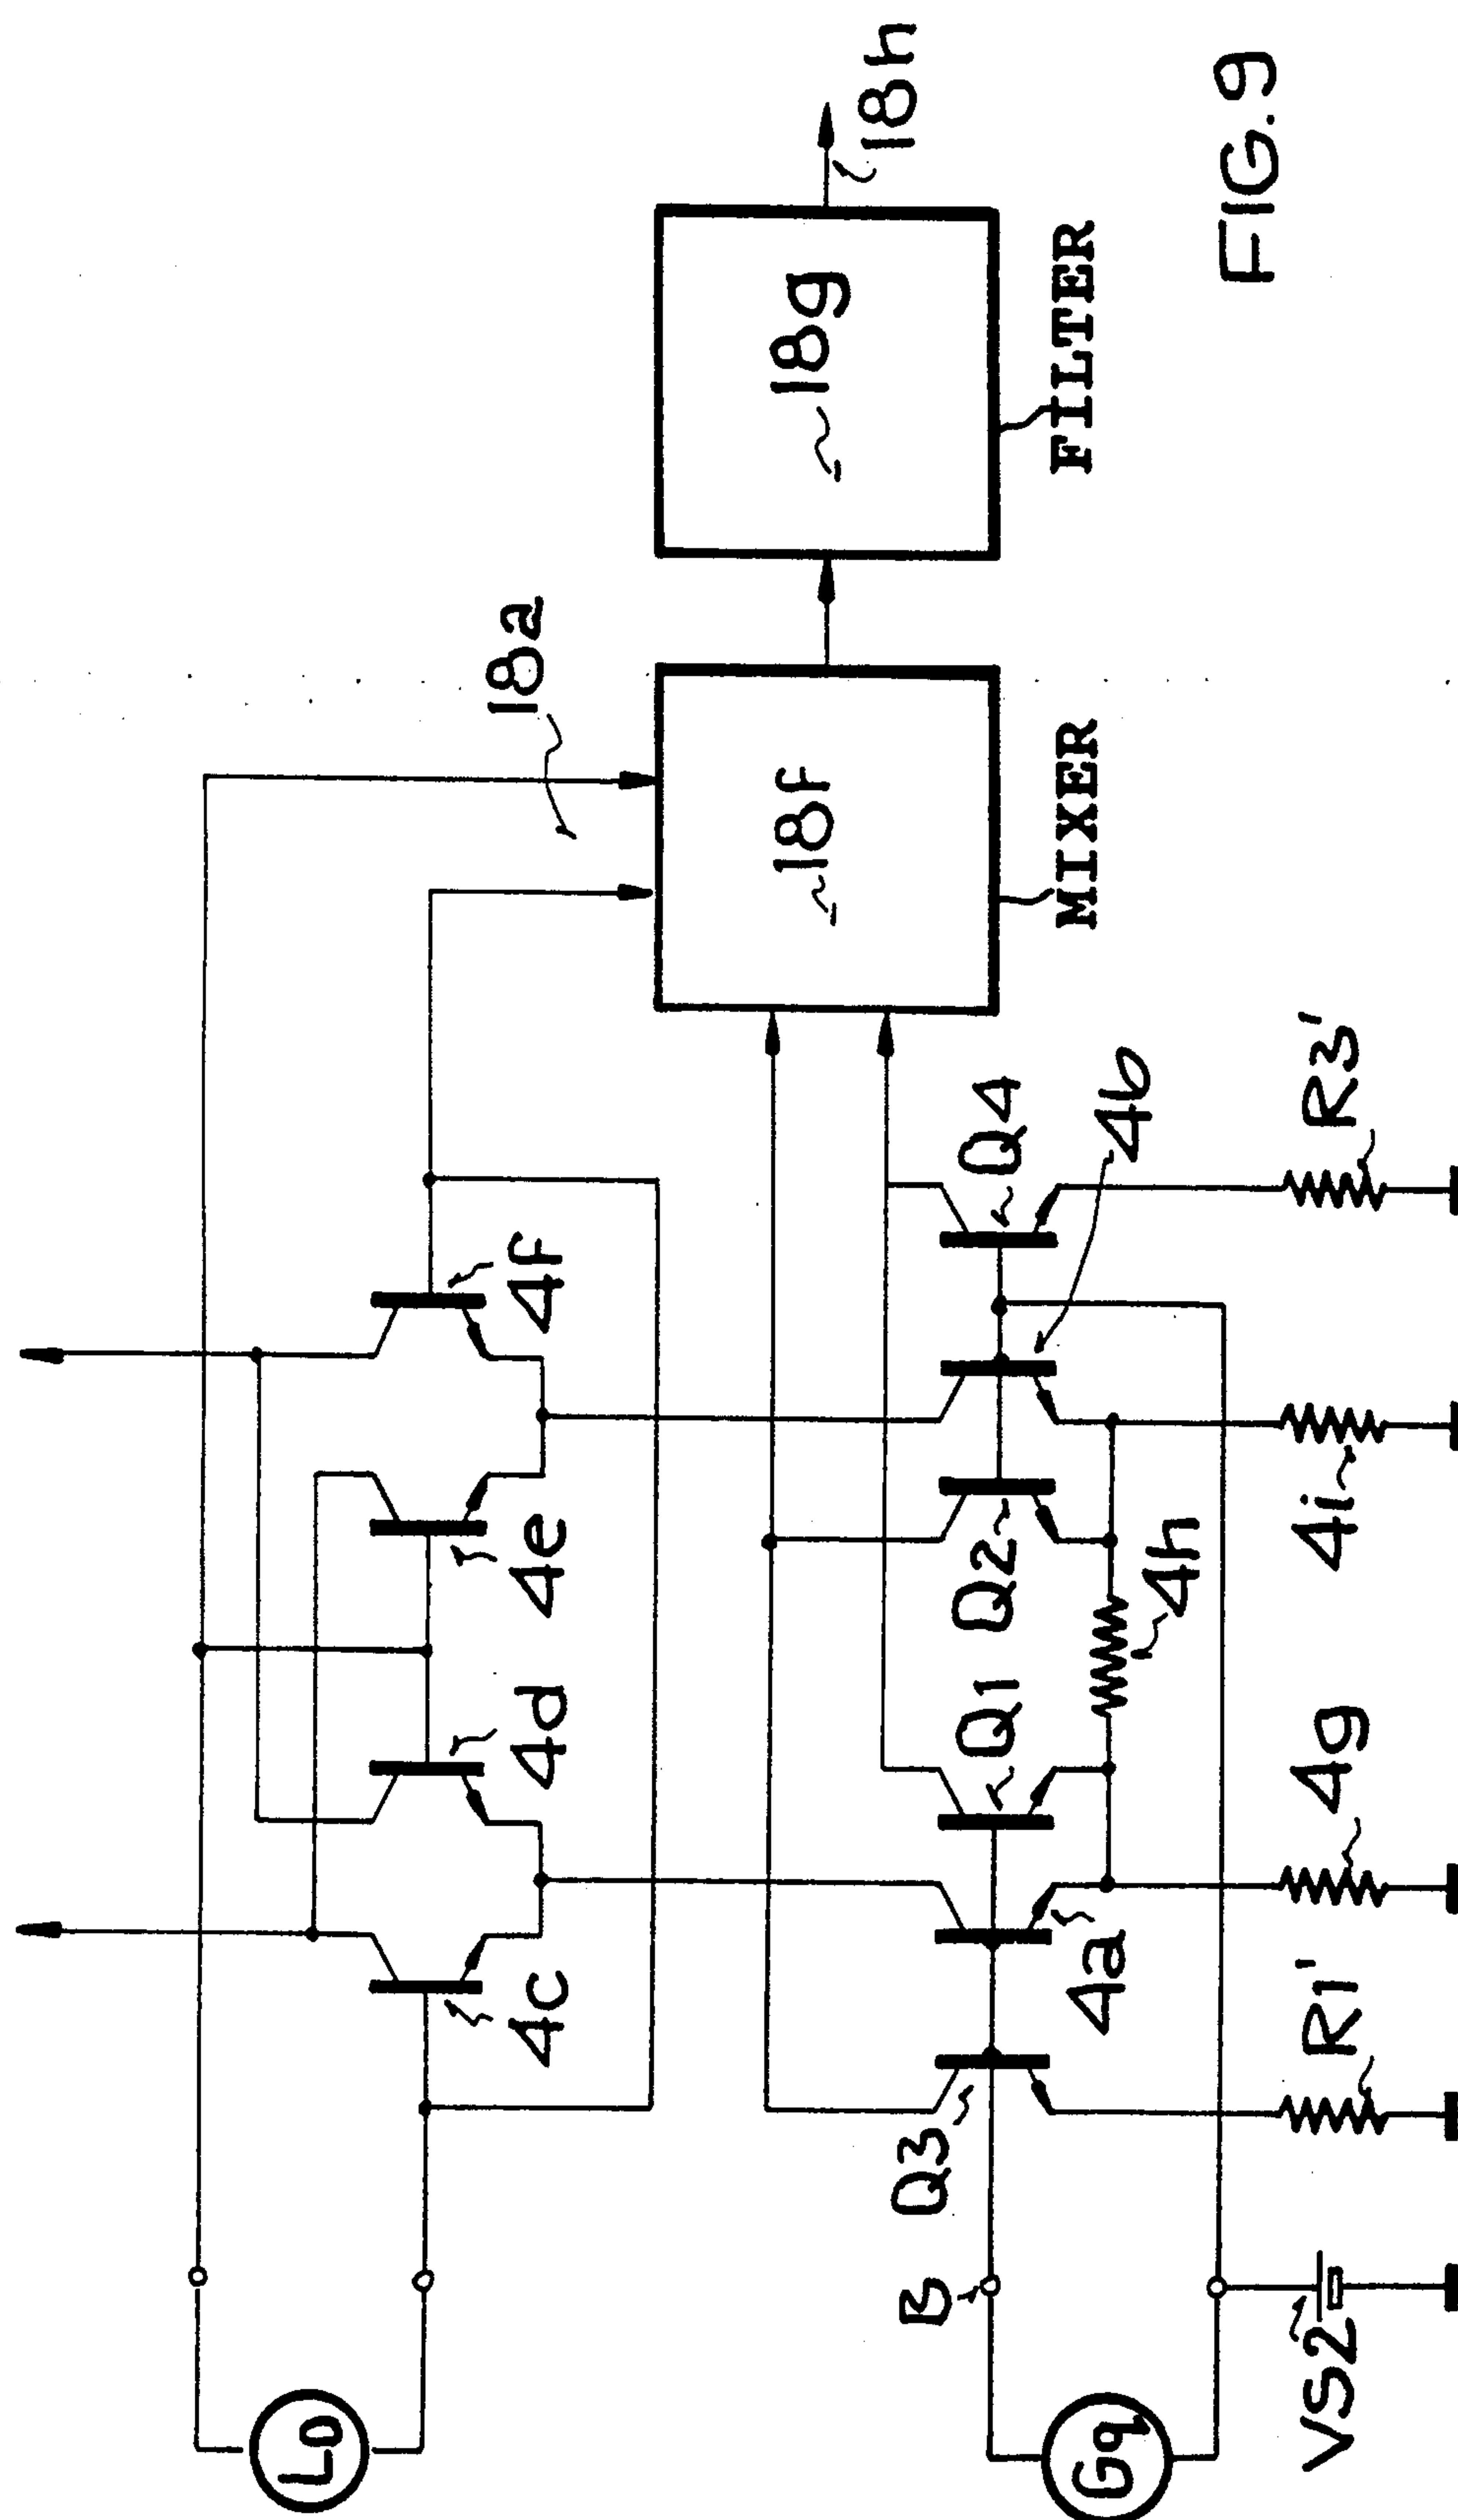 Lo
4c
4d
4e
4f
18a
18f
MIXER
18g
FILTER
18h
B
Q3
4a
Q1
Q2
Q4
4b
4h
Gq
VS2
R1'
4g
4i
R3'
FIG.9